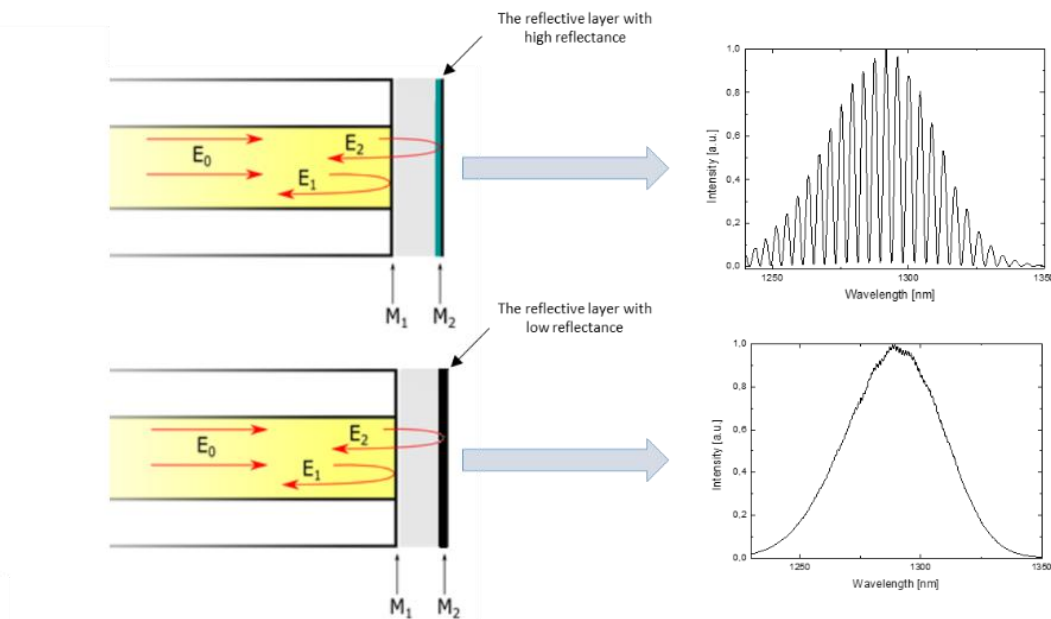 The reflective layer with
high reflectance
E₀
E₂
E₁
M₁
M₂
1,0
0,8
0,6
0,4
0,2
0,0
Intensity [a.u.]
1250
1300
1350
Wavelength [nm]
The reflective layer with
low reflectance
E₀
E₂
E₁
M₁
M₂
1,0
0,8
0,6
0,4
0,2
0,0
Intensity [a.u.]
1250
1300
1350
Wavelength [nm]